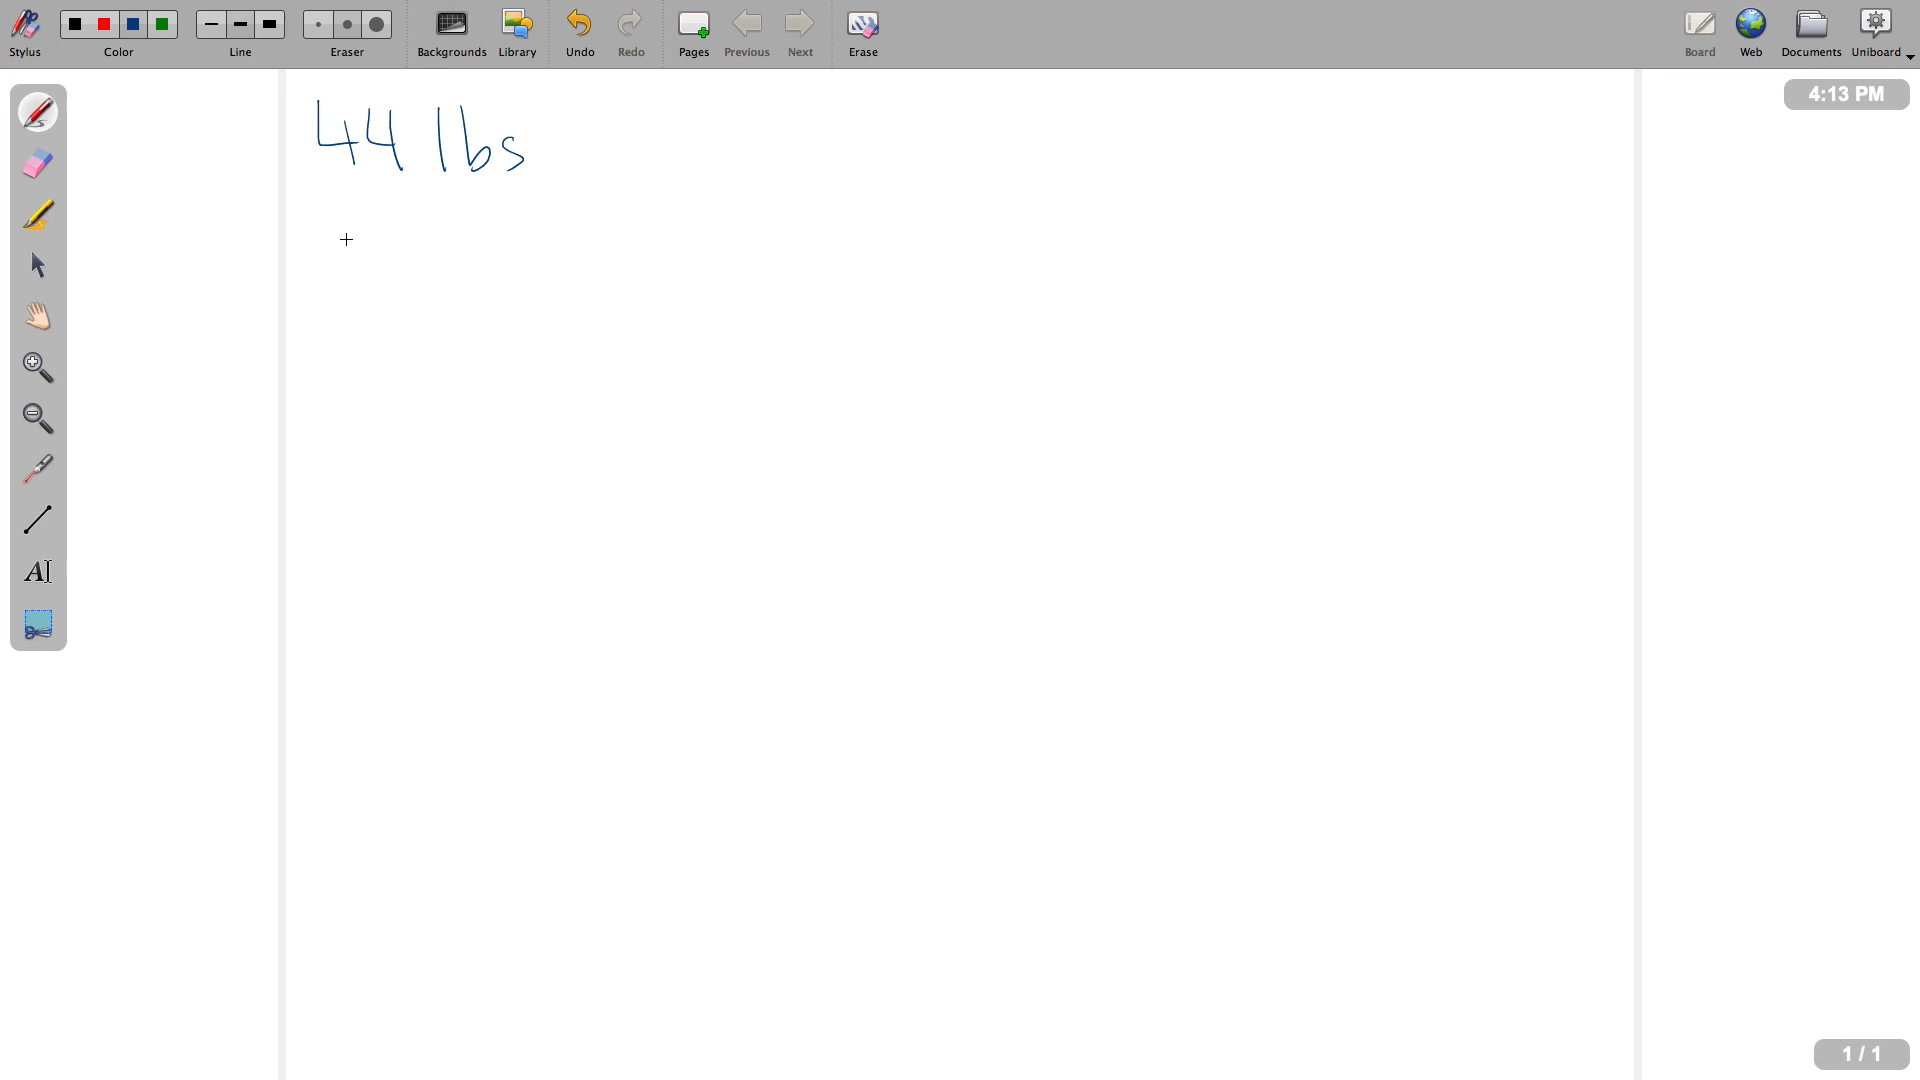 Stylus Color Line Eraser Backgrounds Library Undo Redo Pages Previous Next Erase Board Web Documents Uniboard
4:13 PM
44 lbs
A
1 / 1